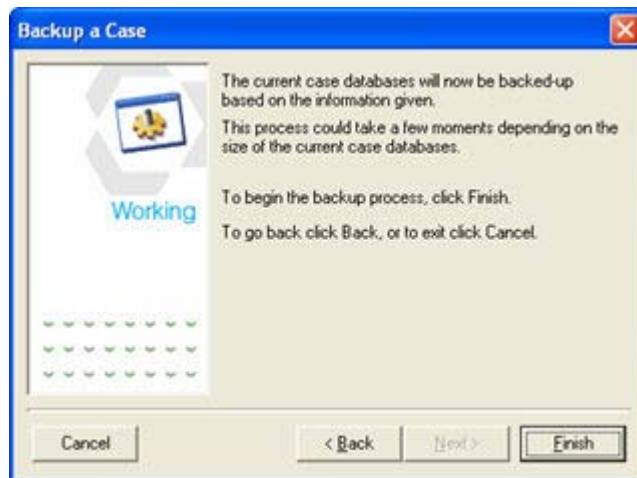 Backup a Case
The current case databases will now be backed-up
based on the information given.
This process could take a few moments depending on the
size of the current case databases.
To begin the backup process, click Finish.
To go back click Back, or to exit click Cancel.
Working
Cancel
< Back
Next >
Finish